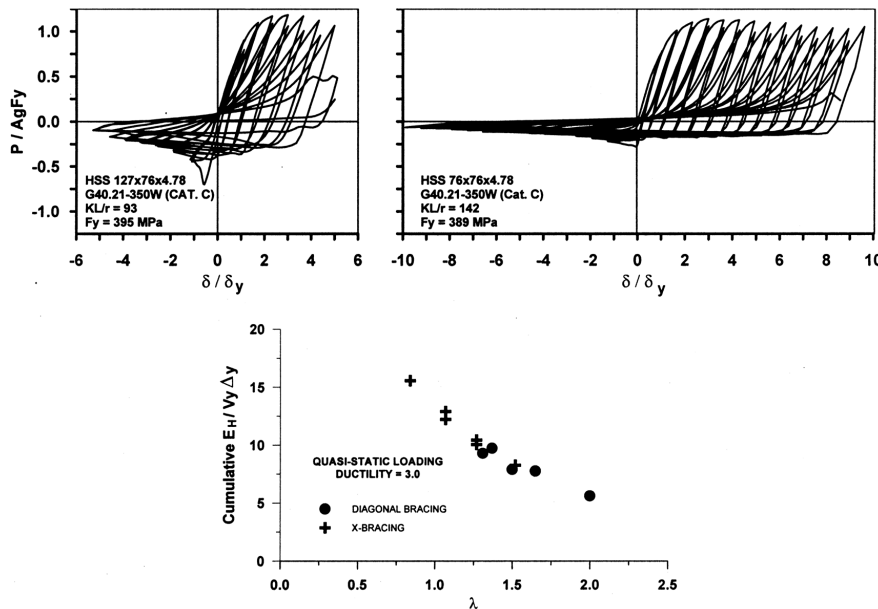 P / AgFy
1.0
0.5
0.0
-0.5
-1.0
HSS 127x76x4.78
G40.21-350W (CAT. C)
KL/r = 93
Fy = 395 MPa
-6 -4 -2 0 2 4 6
δ / δy
HSS 76x76x4.78
G40.21-350W (Cat. C)
KL/r = 142
Fy = 389 MPa
-10 -8 -6 -4 -2 0 2 4 6 8 10
δ / δy
Cumulative EH / Vy Δy
20
15
10
5
0
QUASI-STATIC LOADING
DUCTILITY = 3.0
DIAGONAL BRACING
X-BRACING
0.0 0.5 1.0 1.5 2.0 2.5
λ